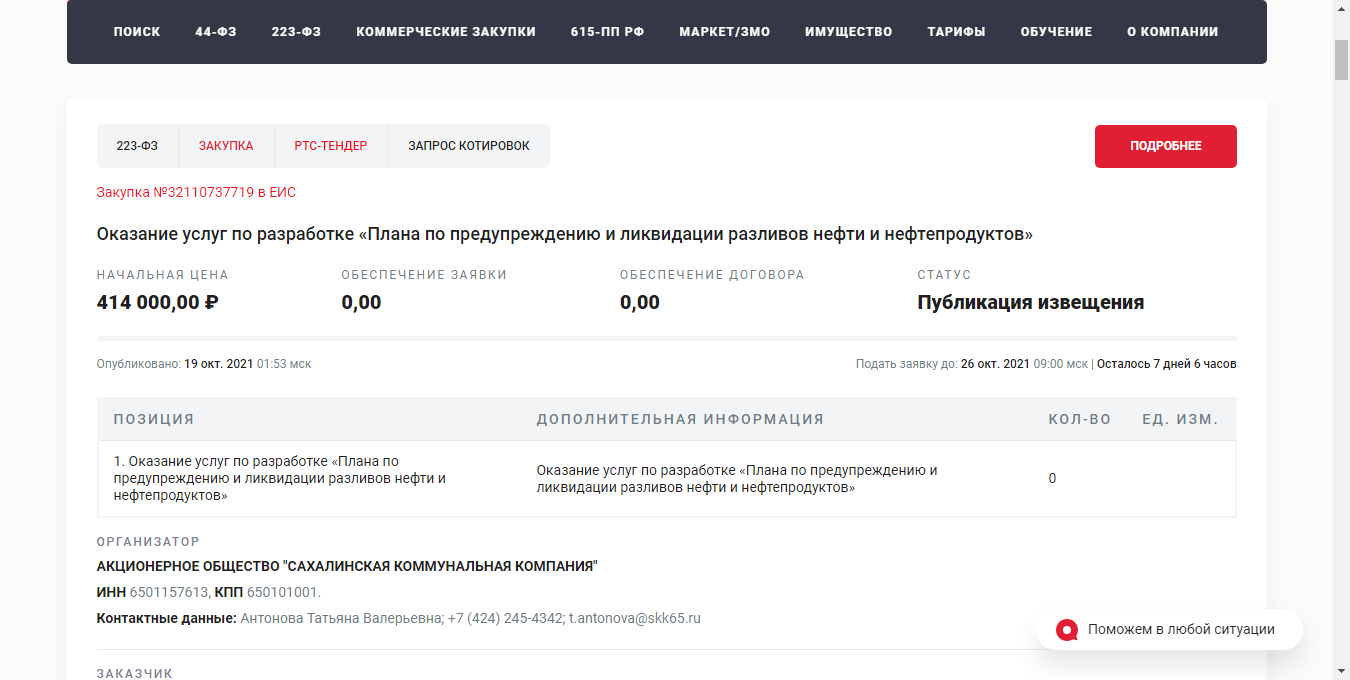 ПОИСК 44-ФЗ 223-ФЗ КОММЕРЧЕСКИЕ ЗАКУПКИ 615-ПП РФ МАРКЕТ/ЗМО ИМУЩЕСТВО ТАРИФЫ ОБУЧЕНИЕ О КОМПАНИИ
223-ФЗ ЗАКУПКА РТС-ТЕНДЕР ЗАПРОС КОТИРОВОК ПОДРОБНЕЕ
Закупка №32110737719 в ЕИС
Оказание услуг по разработке «Плана по предупреждению и ликвидации разливов нефти и нефтепродуктов»
НАЧАЛЬНАЯ ЦЕНА ОБЕСПЕЧЕНИЕ ЗАЯВКИ ОБЕСПЕЧЕНИЕ ДОГОВОРА СТАТУС
414 000,00 ₽ 0,00 0,00 Публикация извещения
Опубликовано: 19 окт. 2021 01:53 мск Подать заявку до: 26 окт. 2021 09:00 мск | Осталось 7 дней 6 часов
ПОЗИЦИЯ ДОПОЛНИТЕЛЬНАЯ ИНФОРМАЦИЯ КОЛ-ВО ЕД. ИЗМ.
1. Оказание услуг по разработке «Плана по
предупреждению и ликвидации разливов нефти и
нефтепродуктов»
Оказание услуг по разработке «Плана по предупреждению и
ликвидации разливов нефти и нефтепродуктов»
0
ОРГАНИЗАТОР
АКЦИОНЕРНОЕ ОБЩЕСТВО "САХАЛИНСКАЯ КОММУНАЛЬНАЯ КОМПАНИЯ"
ИНН 6501157613, КПП 650101001.
Контактные данные: Антонова Татьяна Валерьевна; +7 (424) 245-4342; t.antonova@skk65.ru
Поможем в любой ситуации
ЗАКАЗЧИК